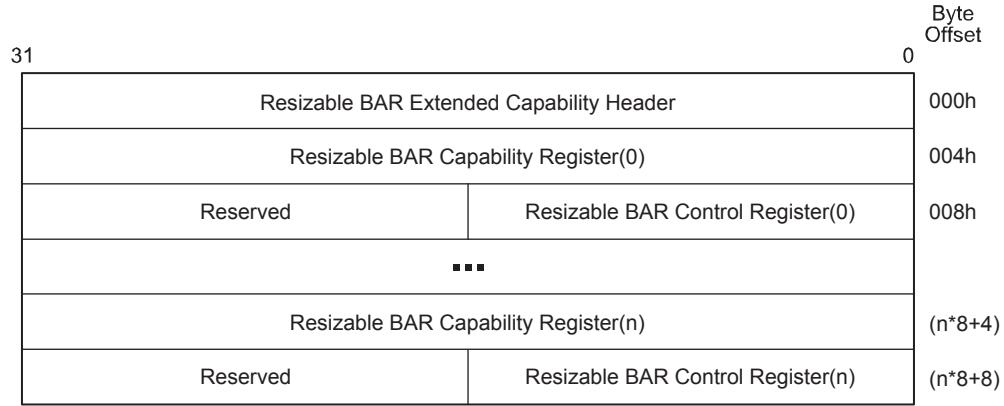 Byte
Offset
31 0
Resizable BAR Extended Capability Header 000h
Resizable BAR Capability Register(0) 004h
Reserved Resizable BAR Control Register(0) 008h
...
Resizable BAR Capability Register(n) (n*8+4)
Reserved Resizable BAR Control Register(n) (n*8+8)